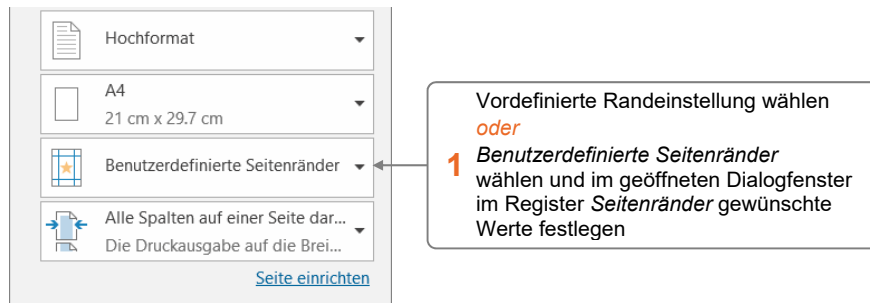 Hochformat
A4
21 cm x 29.7 cm
Benutzerdefinierte Seitenränder
Alle Spalten auf einer Seite dar...
Die Druckausgabe auf die Brei...
Seite einrichten
1
Vordefinierte Randeinstellung wählen
oder
Benutzerdefinierte Seitenränder
wählen und im geöffneten Dialogfenster
im Register Seitenränder gewünschte
Werte festlegen